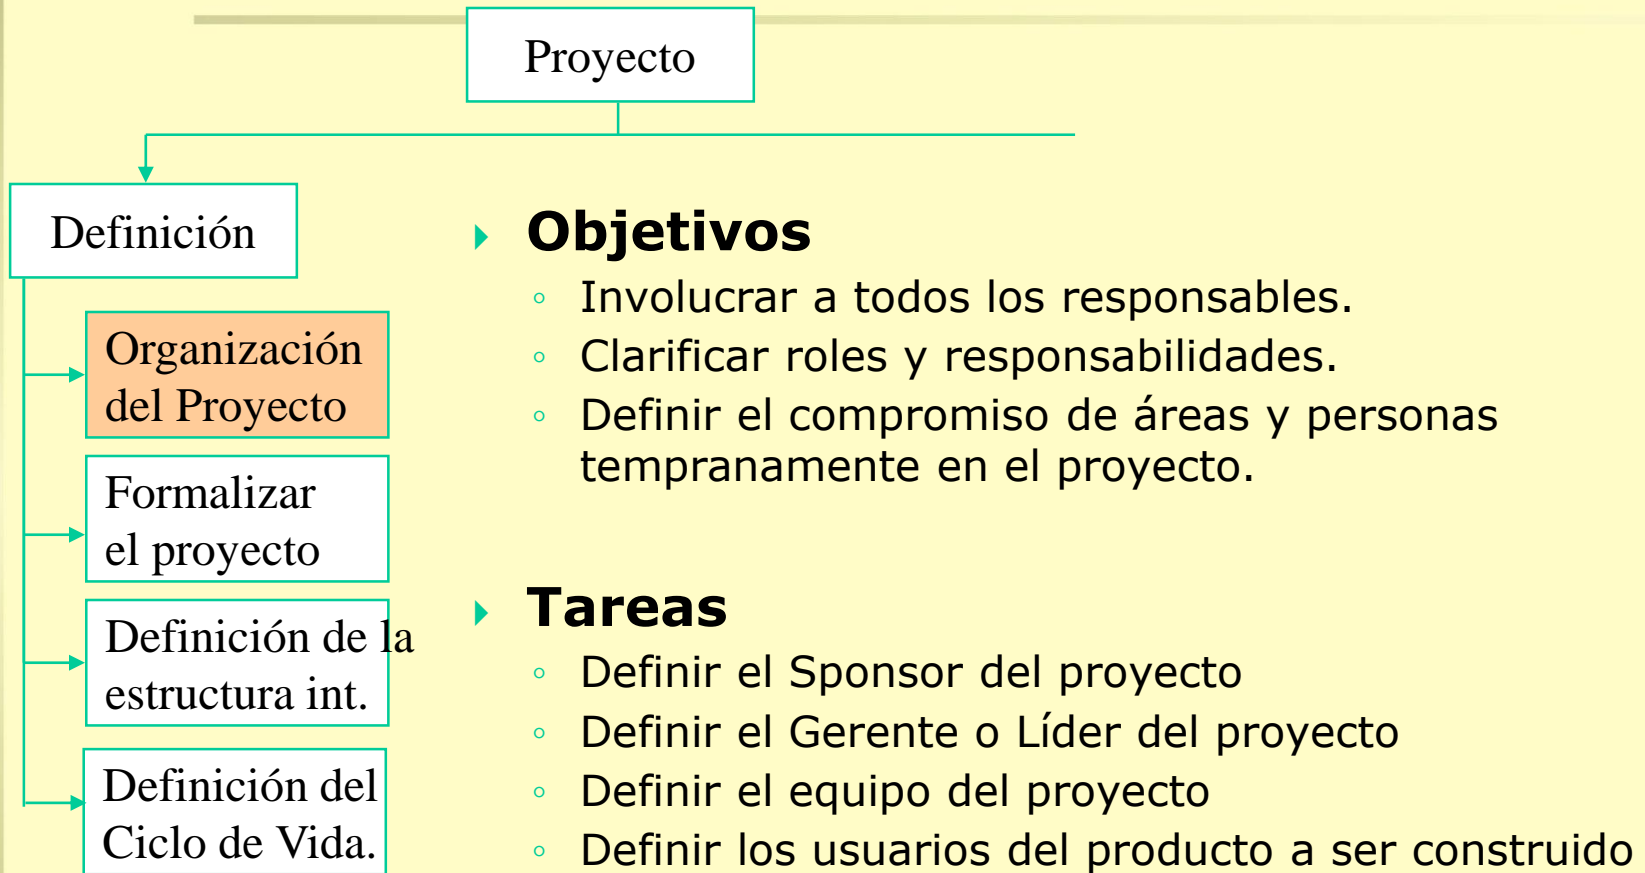 Proyecto
Definición
Organización
del Proyecto
Formalizar
el proyecto
Definición de la
estructura int.
Definición del
Ciclo de Vida.
Objetivos
Involucrar a todos los responsables.
Clarificar roles y responsabilidades.
Definir el compromiso de áreas y personas
tempranamente en el proyecto.
Tareas
Definir el Sponsor del proyecto
Definir el Gerente o Líder del proyecto
Definir el equipo del proyecto
Definir los usuarios del producto a ser construido